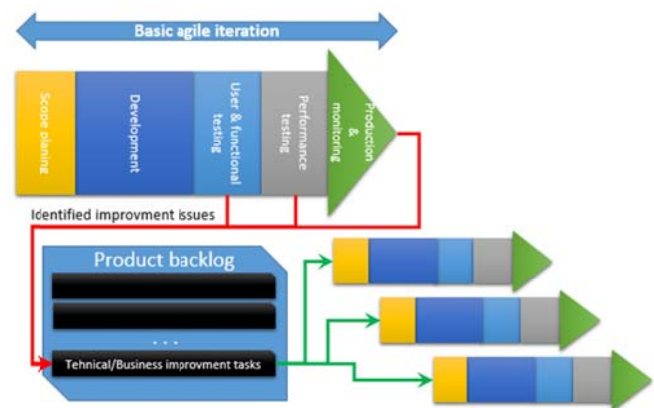 Basic agile iteration
Scope planing
Development
User & functional
testing
Performance
testing
Production
&
monitoring
Identified improvment issues
Product backlog
...
Tehnical/Business improvment tasks